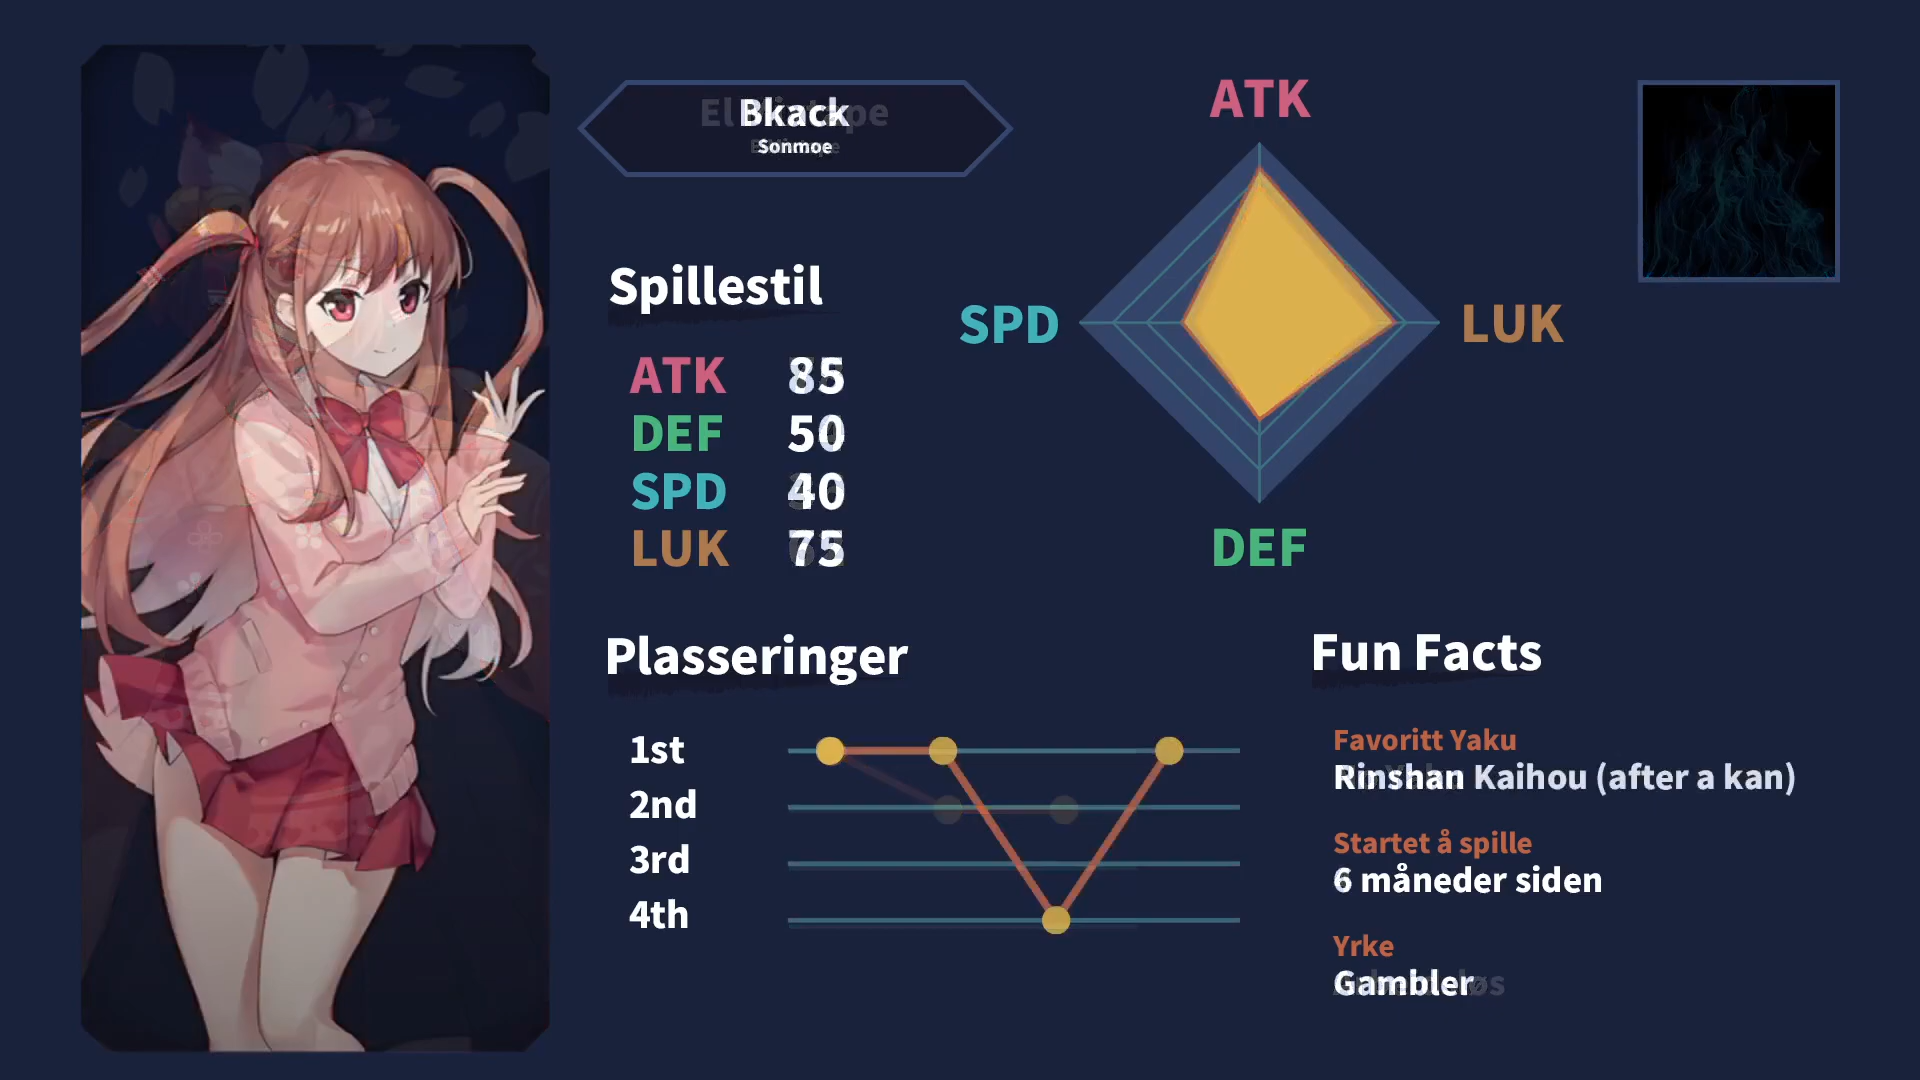 Bkack
Sonmoe
ATK
SPD
LUK
DEF
Spillestil
ATK 85
DEF 50
SPD 40
LUK 75
Plasseringer
1st
2nd
3rd
4th
Fun Facts
Favoritt Yaku
Rinshan Kaihou (after a kan)
Startet å spille
6 måneder siden
Yrke
Gambler